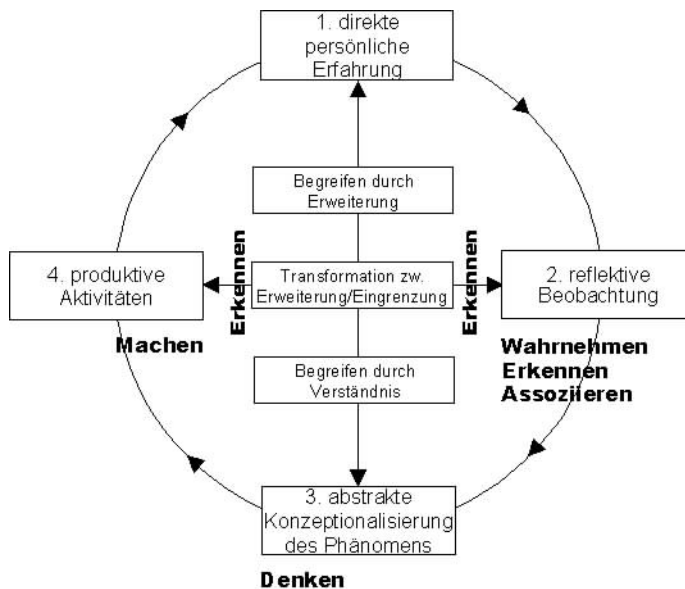 1. direkte
persönliche
Erfahrung
Begreifen durch
Erweiterung
4. produktive
Aktivitäten
Erkennen
Transformation zw.
Erweiterung/Eingrenzung
Erkennen
2. reflektive
Beobachtung
Machen
Wahrnehmen
Erkennen
Assoziieren
Begreifen durch
Verständnis
3. abstrakte
Konzeptionalisierung
des Phänomens
Denken